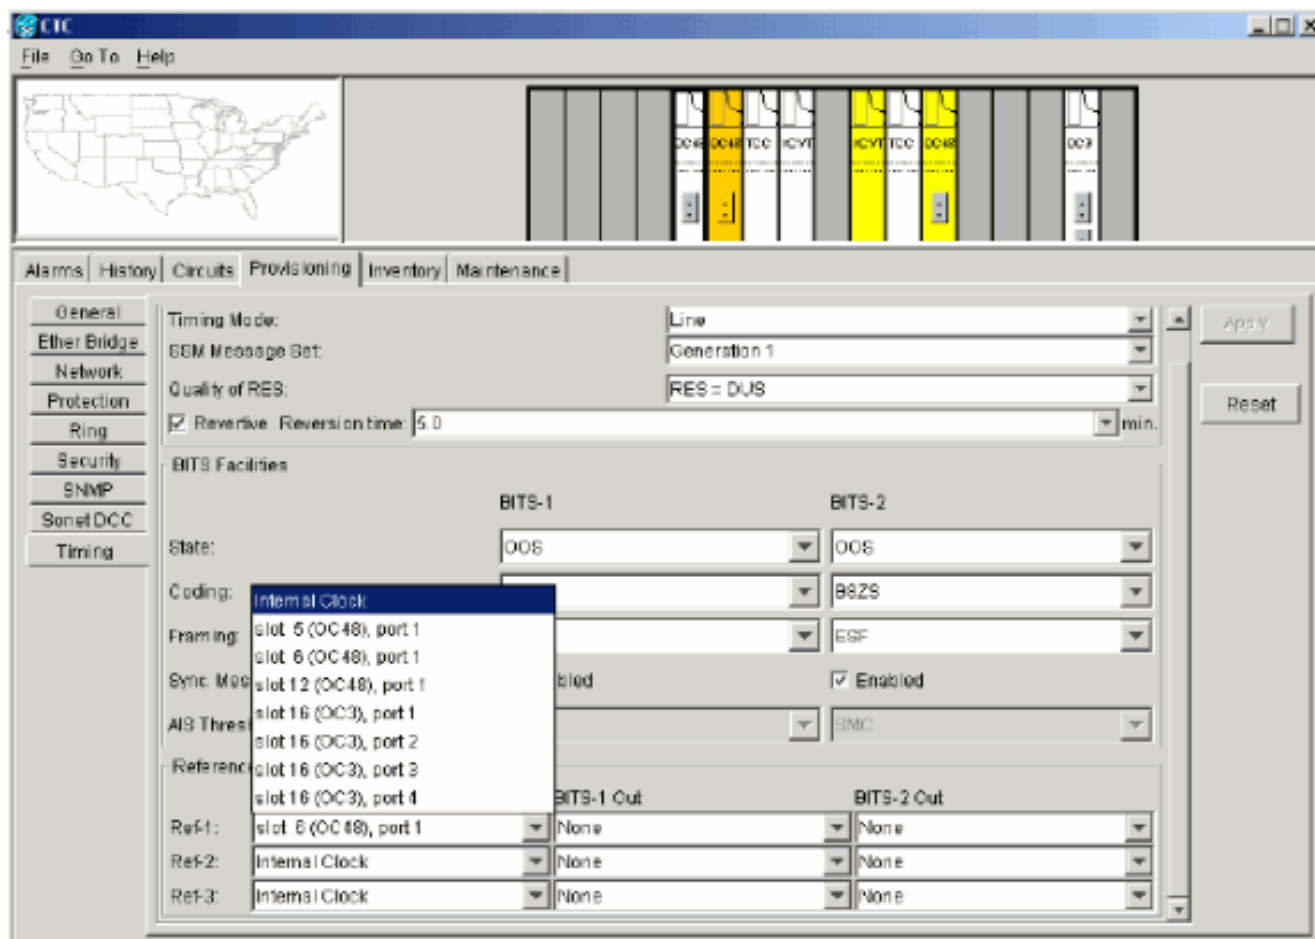 CTC
File Go To Help
OC48 OC48 TCC XCVT XCVT TCC OC48 OC3
Alarms History Circuits Provisioning Inventory Maintenance
General
Ether Bridge
Network
Protection
Ring
Security
SNMP
Sonet DCC
Timing
Timing Mode: Line
SSM Message Set: Generation 1
Quality of RES: RES = DUS
Revertive Reversion time: 5.0 min.
Apply
Reset
BITS Facilities
BITS-1 BITS-2
State: OOS OOS
Coding: B8ZS
Framing: ESF
Sync. Mes bled Enabled
AIS Thresh SMC
Internal Clock
slot 5 (OC48), port 1
slot 6 (OC48), port 1
slot 12 (OC48), port 1
slot 16 (OC3), port 1
slot 16 (OC3), port 2
slot 16 (OC3), port 3
slot 16 (OC3), port 4
Reference
BITS-1 Out BITS-2 Out
Ref-1: slot 6 (OC48), port 1 None None
Ref-2: Internal Clock None None
Ref-3: Internal Clock None None